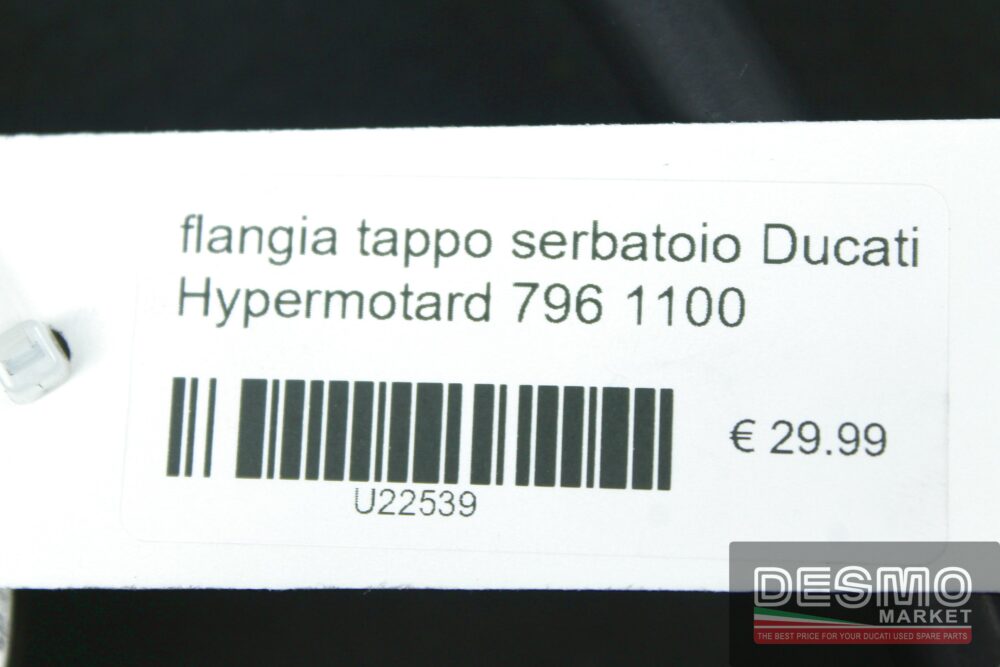 flangia tappo serbatoio Ducati
Hypermotard 796 1100
€ 29.99
U22539
DESMO
MARKET
THE BEST PRICE FOR YOUR DUCATI USED SPARE PARTS